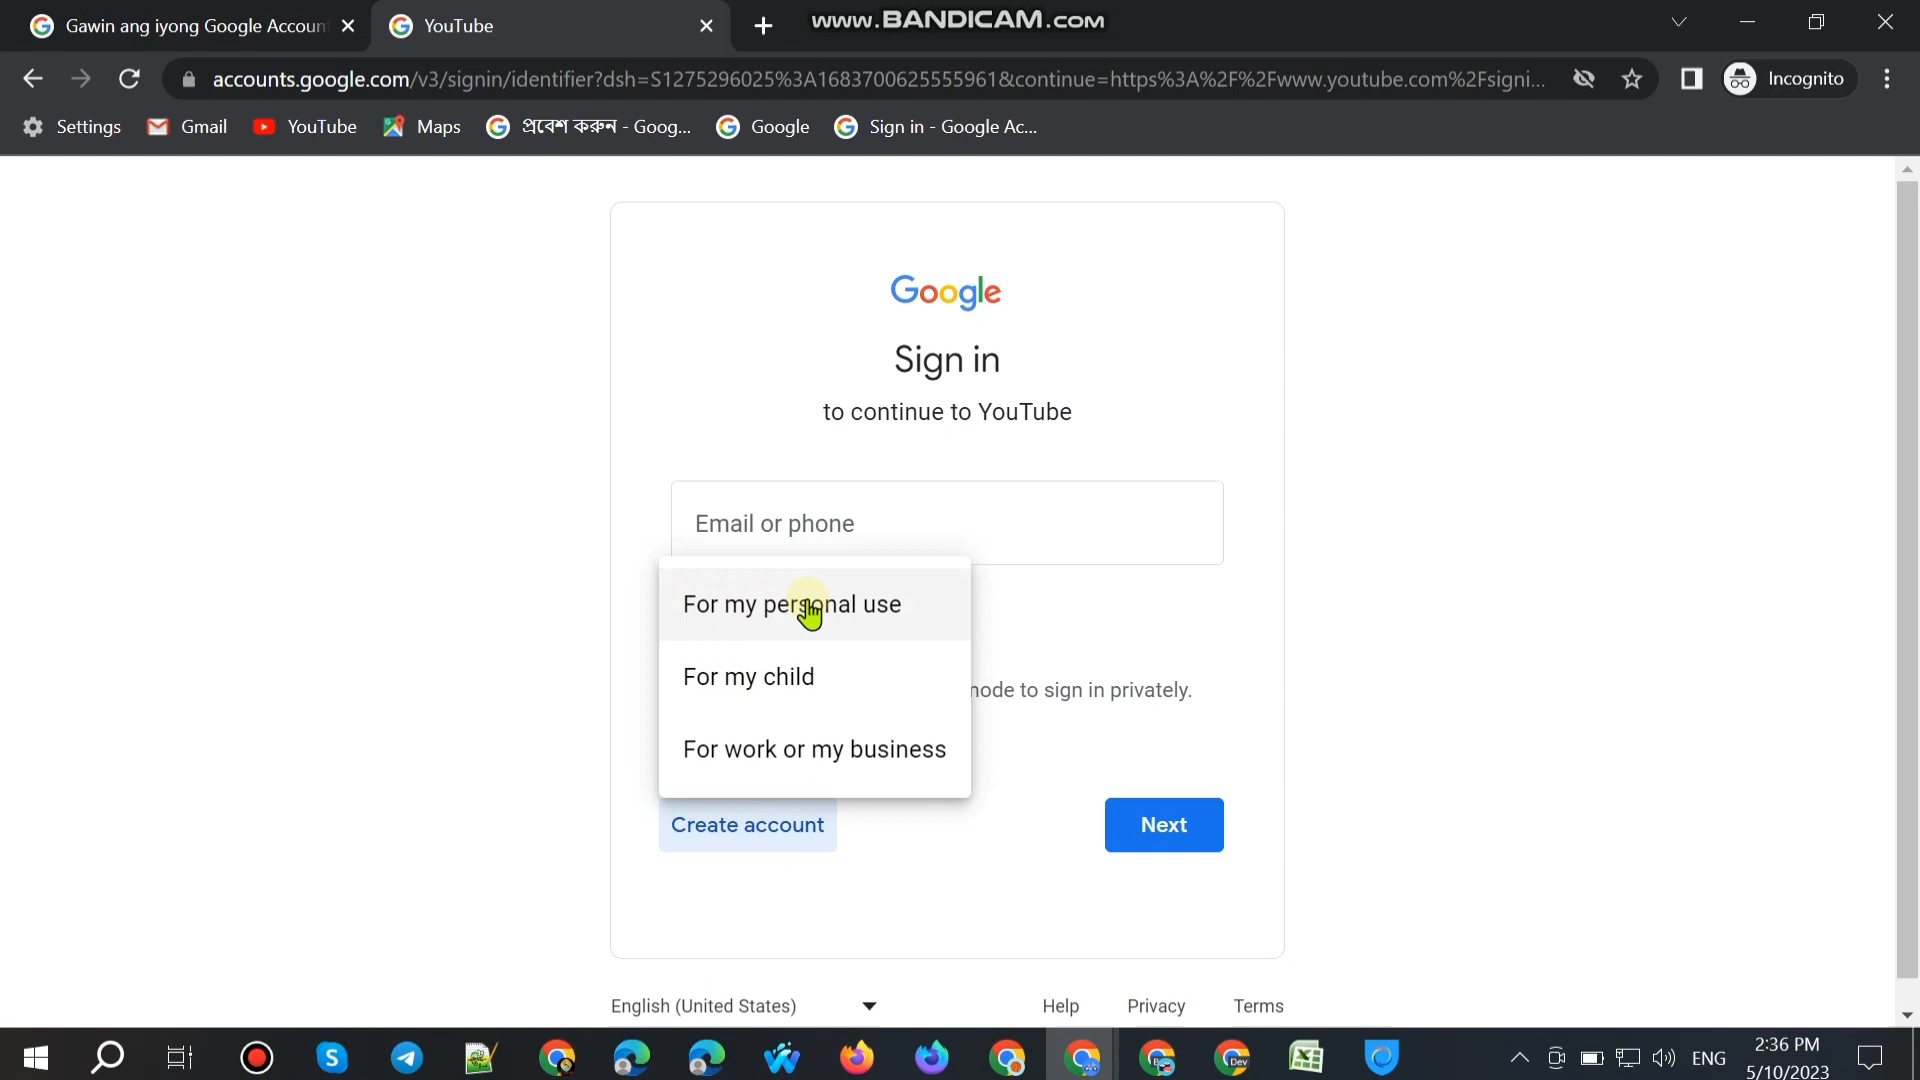 Gawin ang iyong Google Accoun
YouTube
www.BANDICAM.com
accounts.google.com/v3/signin/identifier?dsh=S1275296025%3A1683700625555961&continue=https%3A%2F%2Fwww.youtube.com%2Fsigni...
Incognito
Settings
Gmail
YouTube
Maps
প্রবেশ করুন - Goog...
Google
Sign in - Google Ac...
Google
Sign in
to continue to YouTube
Email or phone
For my personal use
For my child
node to sign in privately.
For work or my business
Create account
Next
English (United States)
Help
Privacy
Terms
Dev
ENG
2:36 PM
5/10/2023